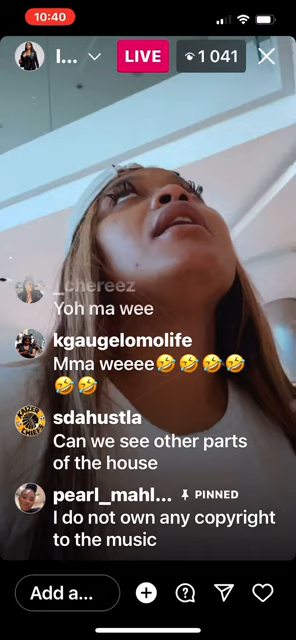 10:40
l...
LIVE
1 041
_chereez
Yoh ma wee
kgaugelomolife
Mma weeee🤣🤣🤣🤣
🤣🤣
sdahustla
Can we see other parts
of the house
pearl_mahl... PINNED
I do not own any copyright
to the music
Add a...